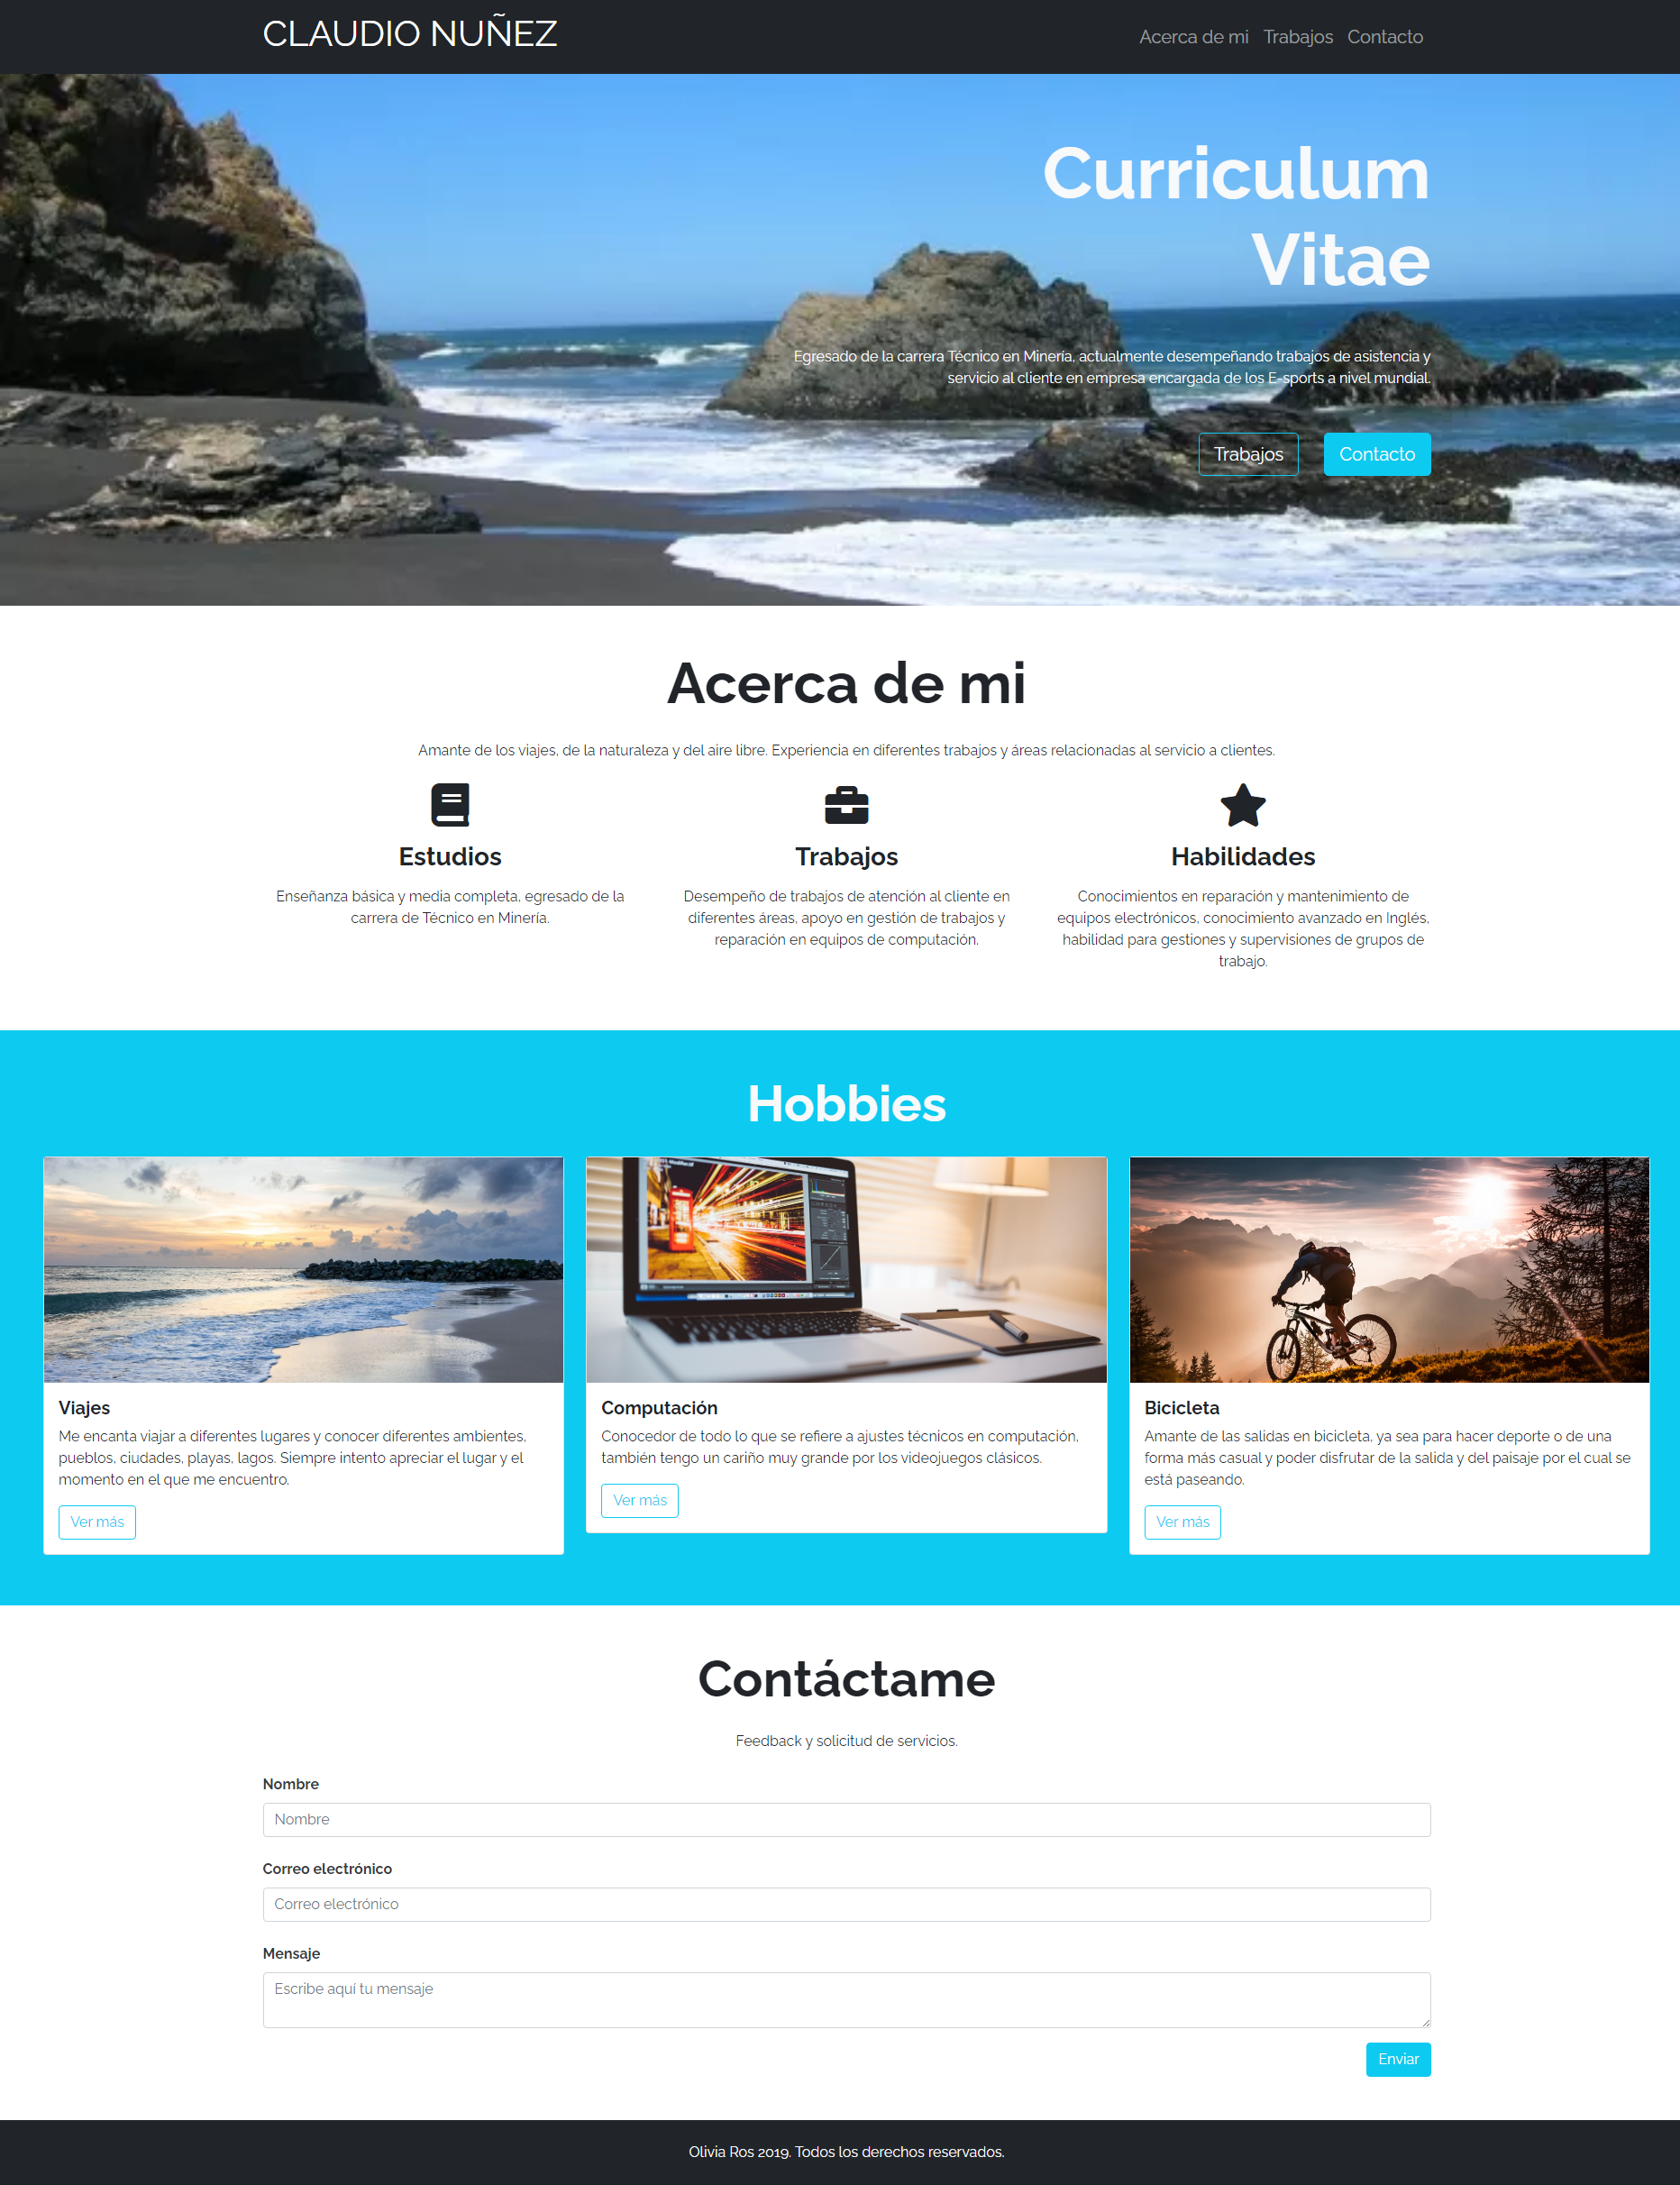 CLAUDIO NUÑEZ
Acerca de mi Trabajos Contacto
Curriculum
Vitae
Egresado de la carrera Técnico en Minería, actualmente desempeñando trabajos de asistencia y
servicio al cliente en empresa encargada de los E-sports a nivel mundial.
Trabajos Contacto
Acerca de mi
Amante de los viajes, de la naturaleza y del aire libre. Experiencia en diferentes trabajos y áreas relacionadas al servicio a clientes.
Estudios
Enseñanza básica y media completa, egresado de la
carrera de Técnico en Minería.
Trabajos
Desempeño de trabajos de atención al cliente en
diferentes áreas, apoyo en gestión de trabajos y
reparación en equipos de computación.
Habilidades
Conocimientos en reparación y mantenimiento de
equipos electrónicos, conocimiento avanzado en Inglés,
habilidad para gestiones y supervisiones de grupos de
trabajo.
Hobbies
Viajes
Me encanta viajar a diferentes lugares y conocer diferentes ambientes,
pueblos, ciudades, playas, lagos. Siempre intento apreciar el lugar y el
momento en el que me encuentro.
Ver más
Computación
Conocedor de todo lo que se refiere a ajustes técnicos en computación,
también tengo un cariño muy grande por los videojuegos clásicos.
Ver más
Bicicleta
Amante de las salidas en bicicleta, ya sea para hacer deporte o de una
forma más casual y poder disfrutar de la salida y del paisaje por el cual se
está paseando.
Ver más
Contáctame
Feedback y solicitud de servicios.
Nombre
Nombre
Correo electrónico
Correo electrónico
Mensaje
Escribe aquí tu mensaje
Enviar
Olivia Ros 2019. Todos los derechos reservados.